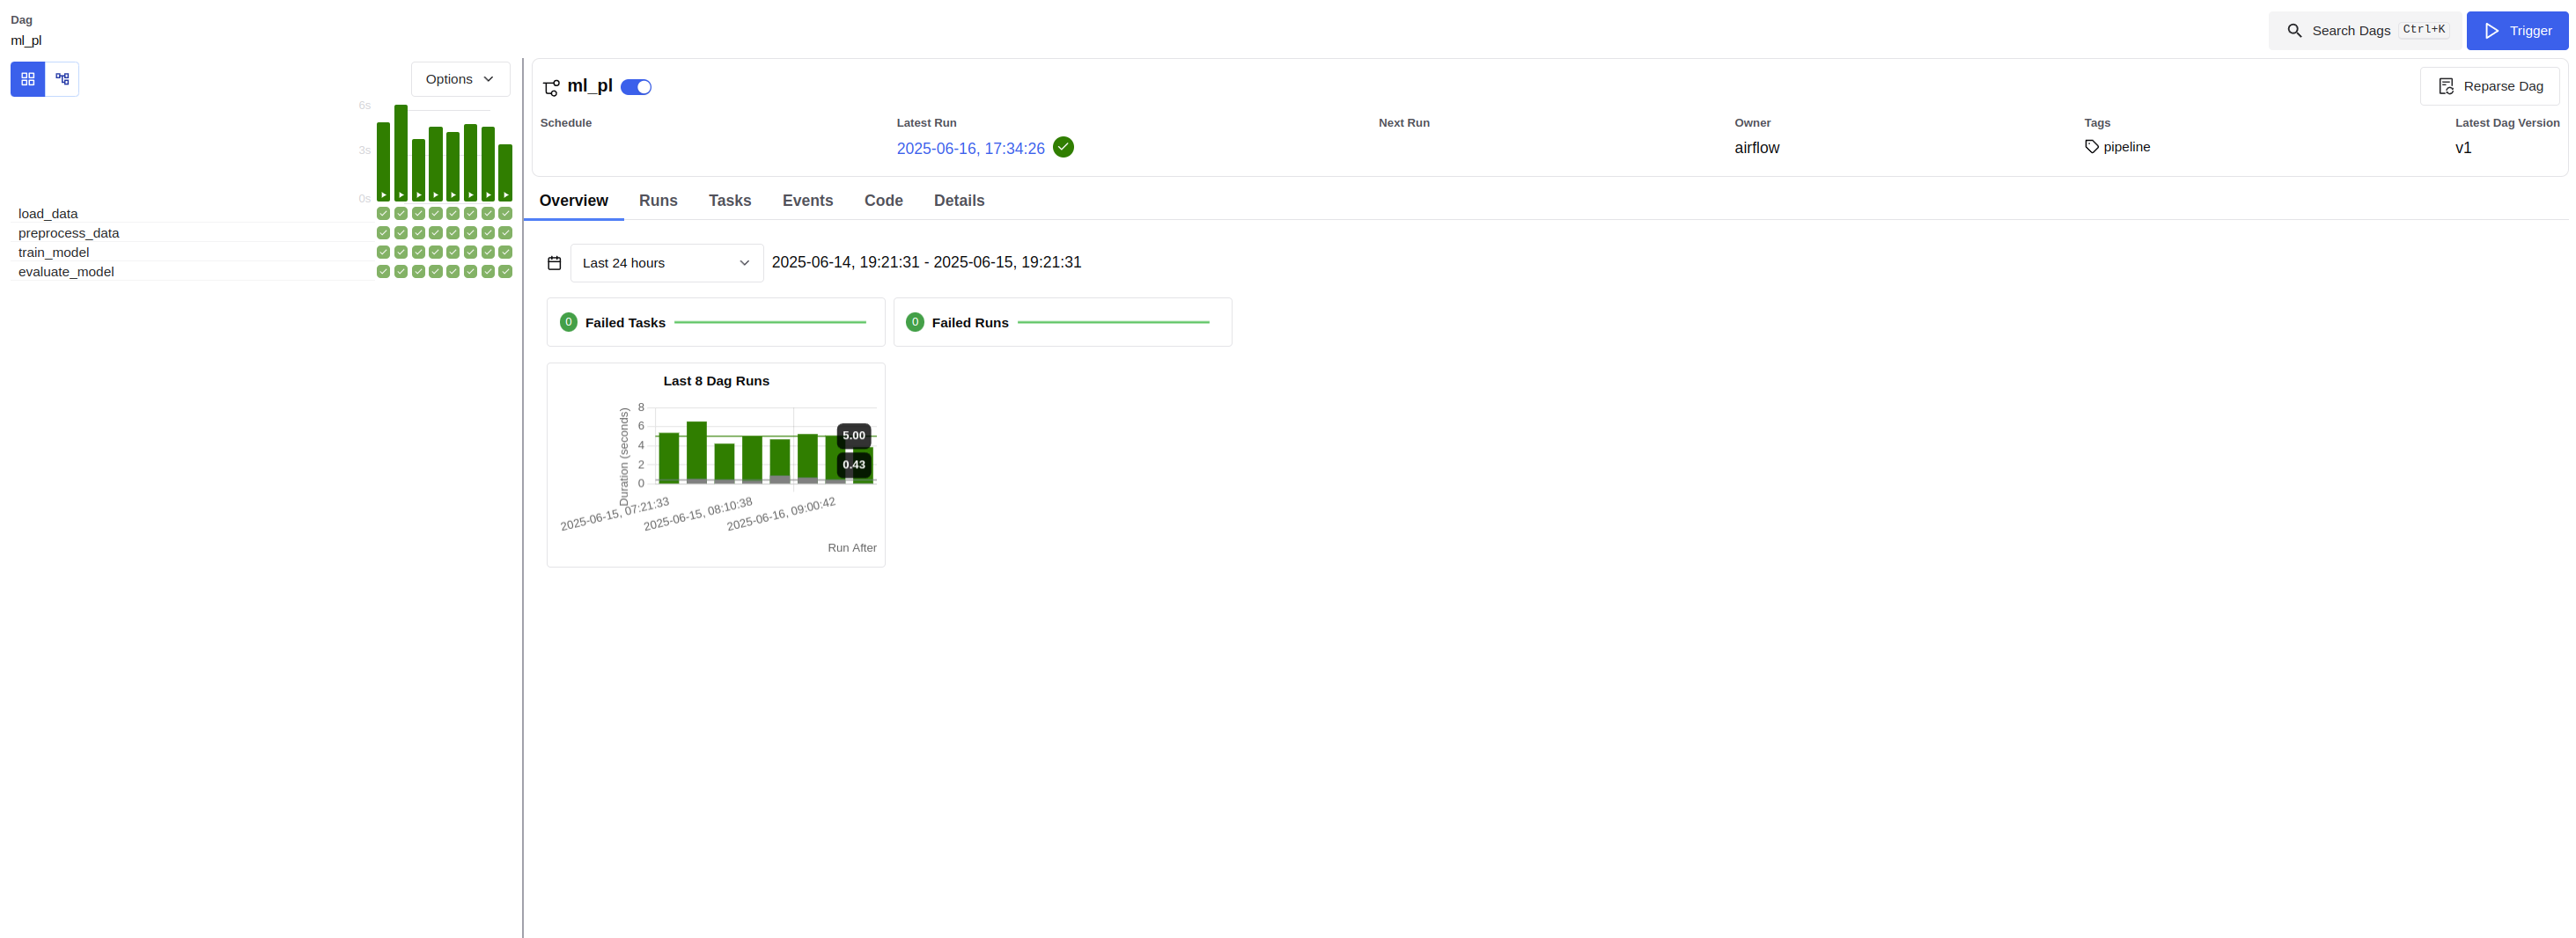 Dag
ml_pl
Search Dags Ctrl+K
Trigger
Options
6s
3s
0s
load_data
preprocess_data
train_model
evaluate_model
ml_pl
Reparse Dag
Schedule
Latest Run
2025-06-16, 17:34:26
Next Run
Owner
airflow
Tags
pipeline
Latest Dag Version
v1
Overview Runs Tasks Events Code Details
Last 24 hours
2025-06-14, 19:21:31 - 2025-06-15, 19:21:31
0 Failed Tasks
0 Failed Runs
Last 8 Dag Runs
Duration (seconds)
8
6
4
2
0
5.00
0.43
2025-06-15, 07:21:33
2025-06-15, 08:10:38
2025-06-16, 09:00:42
Run After